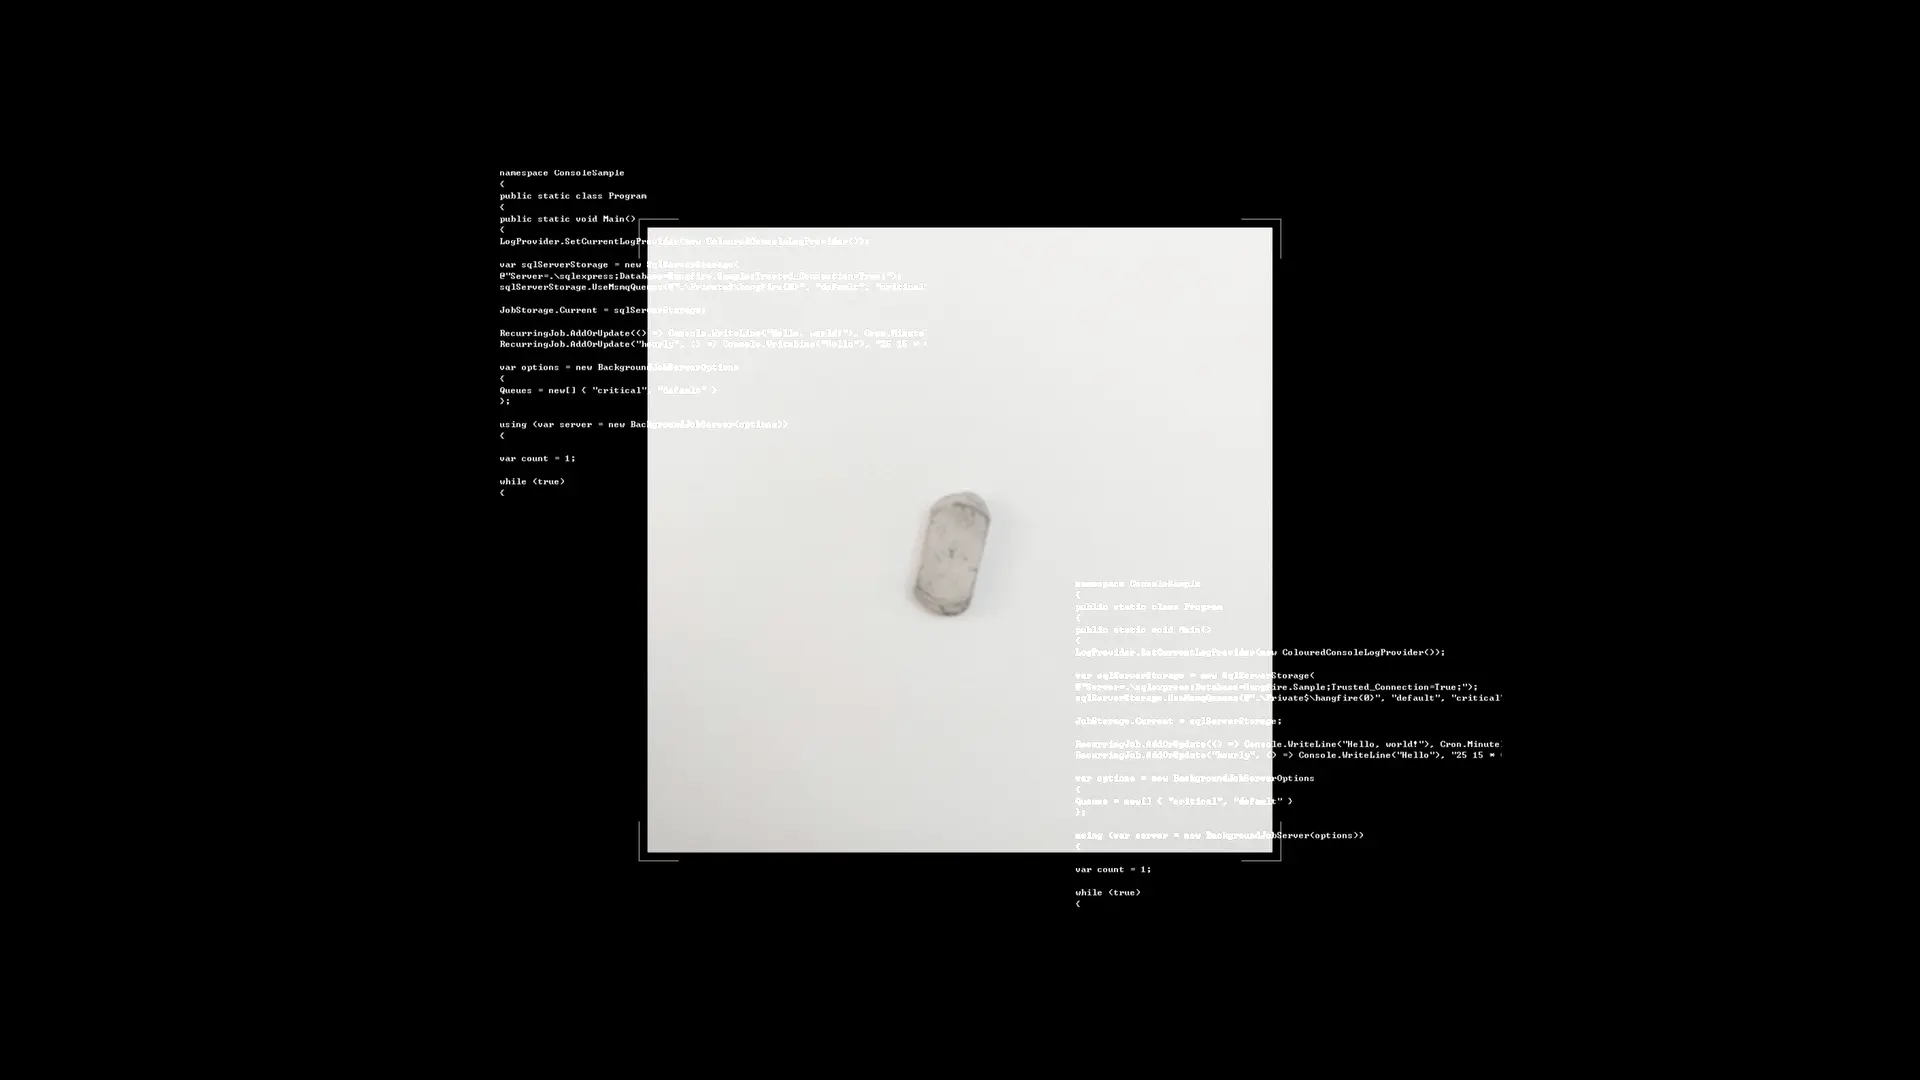 namespace ConsoleSample
{
public static class Program
{
public static void Main()
{
LogProvider.SetCurrentLogProvider(new ColouredConsoleLogProvider());
var sqlServerStorage = new SqlServerStorage(
@"Server=.\sqlexpress;Database=Hangfire.Sample;Trusted_Connection=True;");
sqlServerStorage.UseMsmqQueues(@".\Private$\hangfire{0}", "default", "critical"
JobStorage.Current = sqlServerStorage;
RecurringJob.AddOrUpdate(() => Console.WriteLine("Hello, world!"), Cron.Minute
RecurringJob.AddOrUpdate("hourly", () => Console.WriteLine("Hello"), "25 15 *
var options = new BackgroundJobServerOptions
{
Queues = new[] { "critical", "default" }
};
using (var server = new BackgroundJobServer(options))
{
var count = 1;
while (true)
{
namespace ConsoleSample
{
public static class Program
{
public static void Main()
{
LogProvider.SetCurrentLogProvider(new ColouredConsoleLogProvider());
var sqlServerStorage = new SqlServerStorage(
@"Server=.\sqlexpress;Database=Hangfire.Sample;Trusted_Connection=True;");
sqlServerStorage.UseMsmqQueues(@".\Private$\hangfire{0}", "default", "critical"
JobStorage.Current = sqlServerStorage;
RecurringJob.AddOrUpdate(() => Console.WriteLine("Hello, world!"), Cron.Minute
RecurringJob.AddOrUpdate("hourly", () => Console.WriteLine("Hello"), "25 15 *
var options = new BackgroundJobServerOptions
{
Queues = new[] { "critical", "default" }
};
using (var server = new BackgroundJobServer(options))
{
var count = 1;
while (true)
{